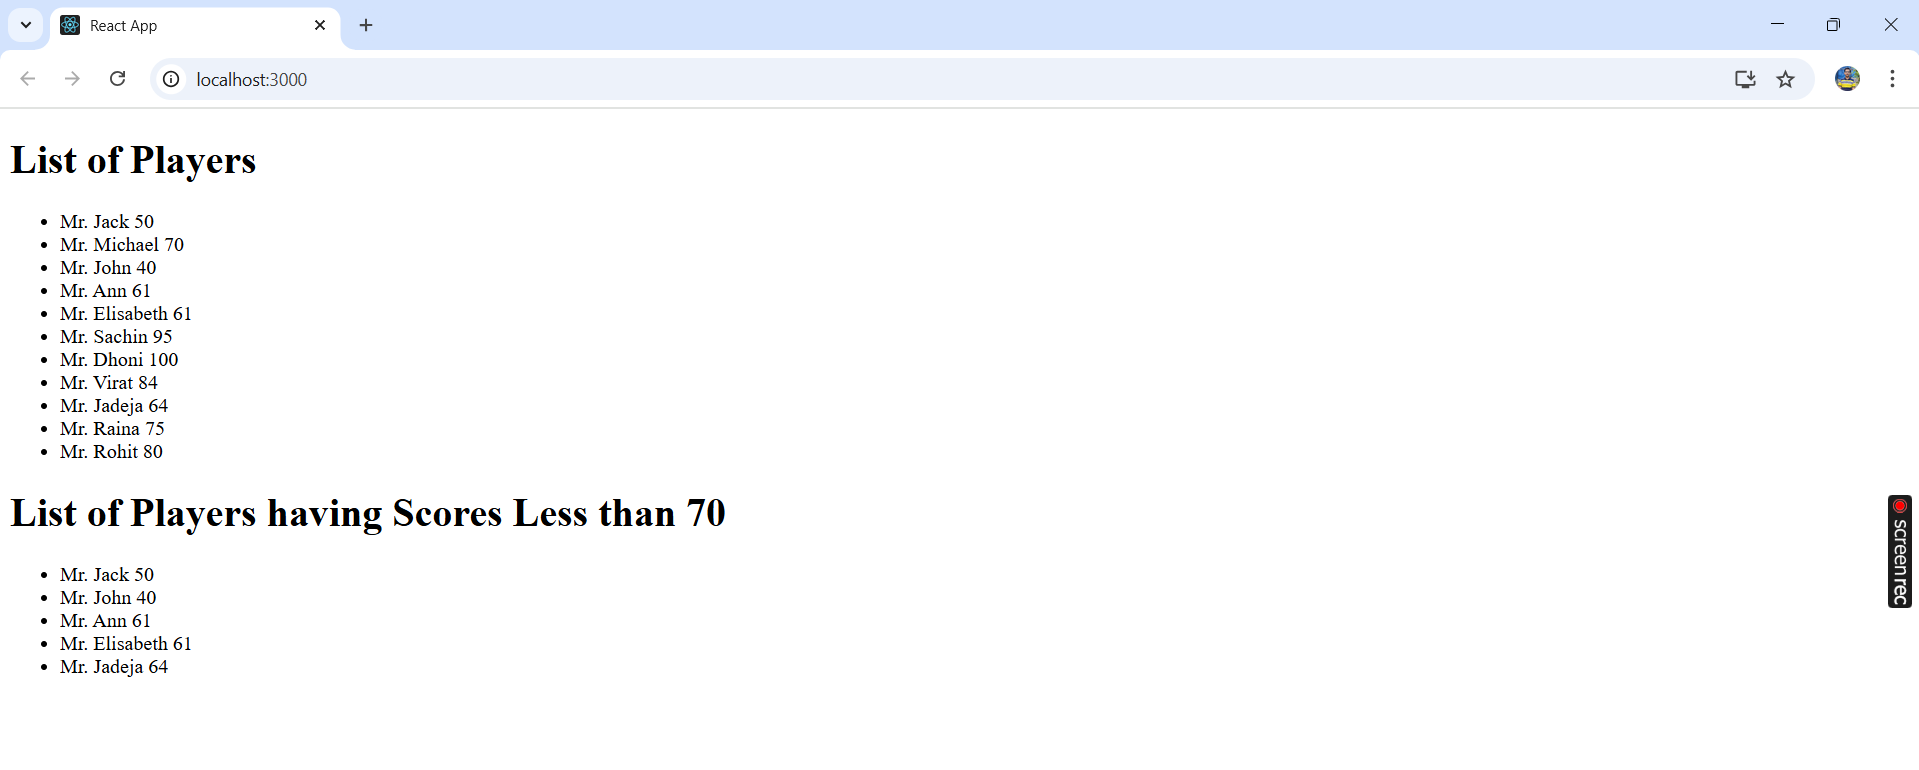 React App
localhost:3000
List of Players
Mr. Jack 50
Mr. Michael 70
Mr. John 40
Mr. Ann 61
Mr. Elisabeth 61
Mr. Sachin 95
Mr. Dhoni 100
Mr. Virat 84
Mr. Jadeja 64
Mr. Raina 75
Mr. Rohit 80
List of Players having Scores Less than 70
Mr. Jack 50
Mr. John 40
Mr. Ann 61
Mr. Elisabeth 61
Mr. Jadeja 64
screenrec